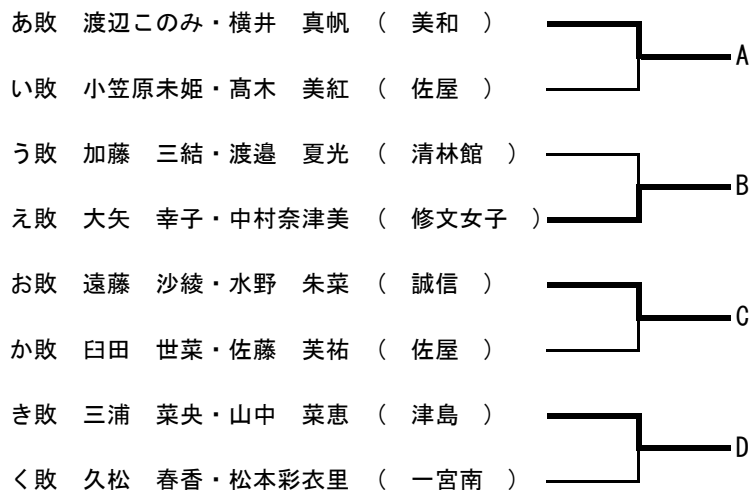 あ敗　渡辺このみ・横井　真帆　（　美和　）
A
い敗　小笠原未姫・髙木　美紅　（　佐屋　）
う敗　加藤　三結・渡邉　夏光　（　清林館　）
B
え敗　大矢　幸子・中村奈津美　（　修文女子　）
お敗　遠藤　沙綾・水野　朱菜　（　誠信　）
C
か敗　臼田　世菜・佐藤　芙祐　（　佐屋　）
き敗　三浦　菜央・山中　菜恵　（　津島　）
D
く敗　久松　春香・松本彩衣里　（　一宮南　）